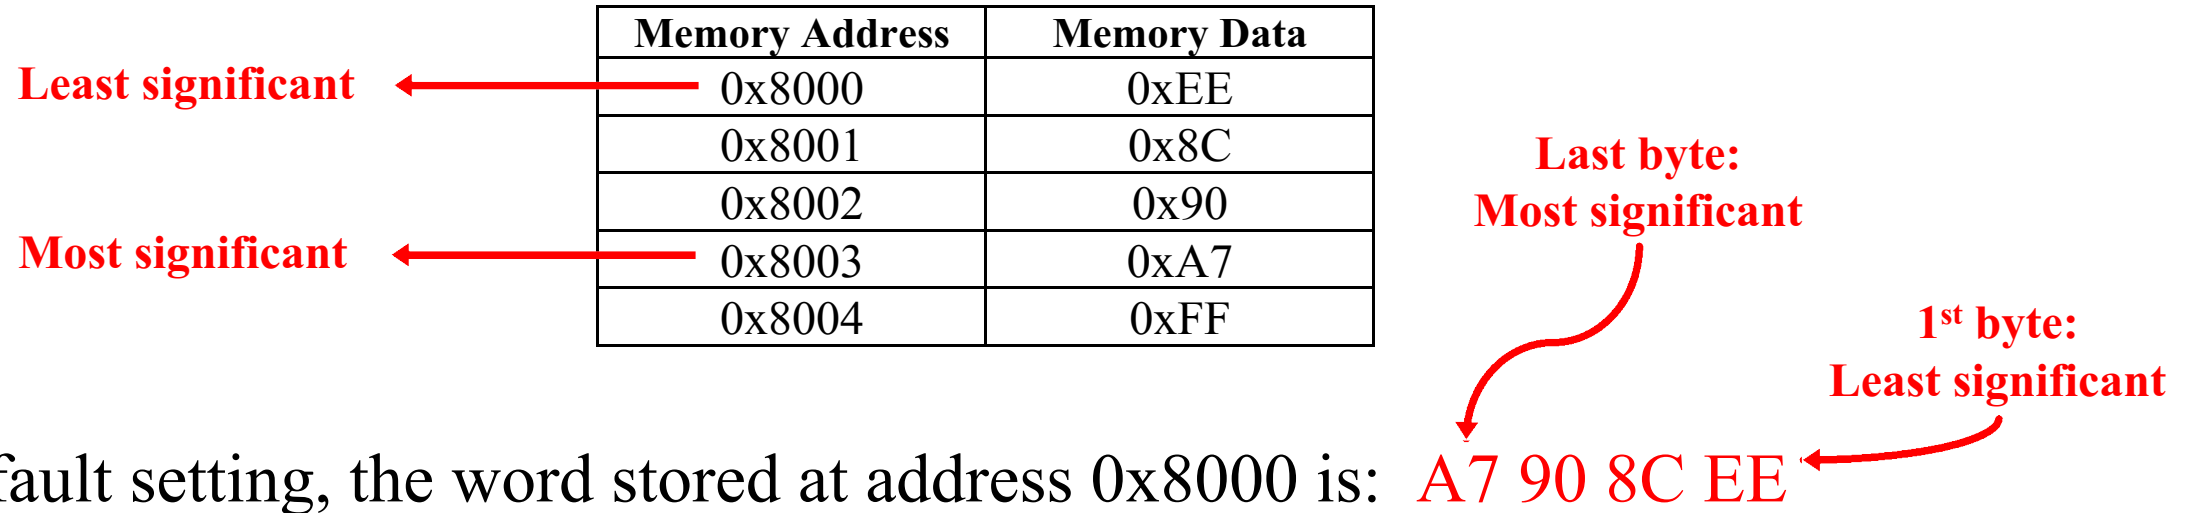 Memory Address Memory Data
Least significant 0x8000 0xEE
0x8001 0x8C
0x8002 0x90
Most significant 0x8003 0xA7
0x8004 0xFF
Last byte:
Most significant
1st byte:
Least significant
fault setting, the word stored at address 0x8000 is: A7 90 8C EE